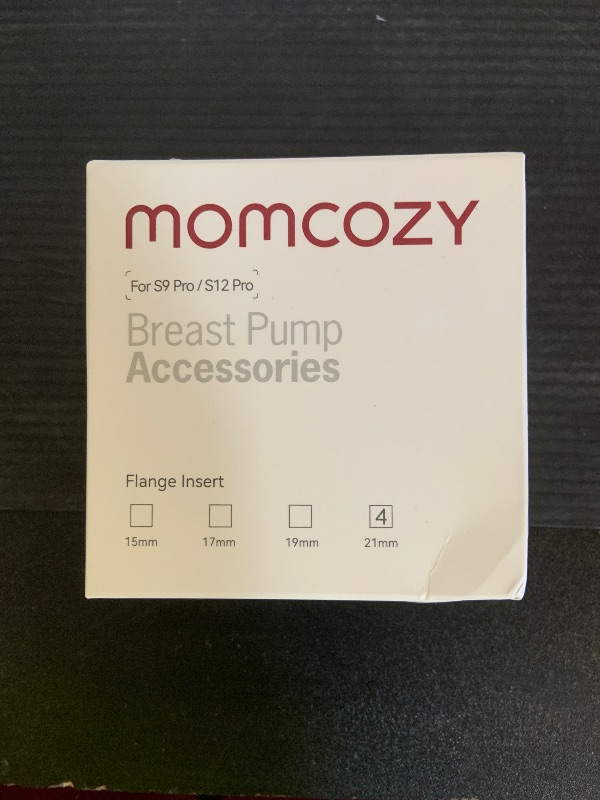 momcozy
For S9 Pro / S12 Pro
Breast Pump
Accessories
Flange Insert
4
15mm 17mm 19mm 21mm